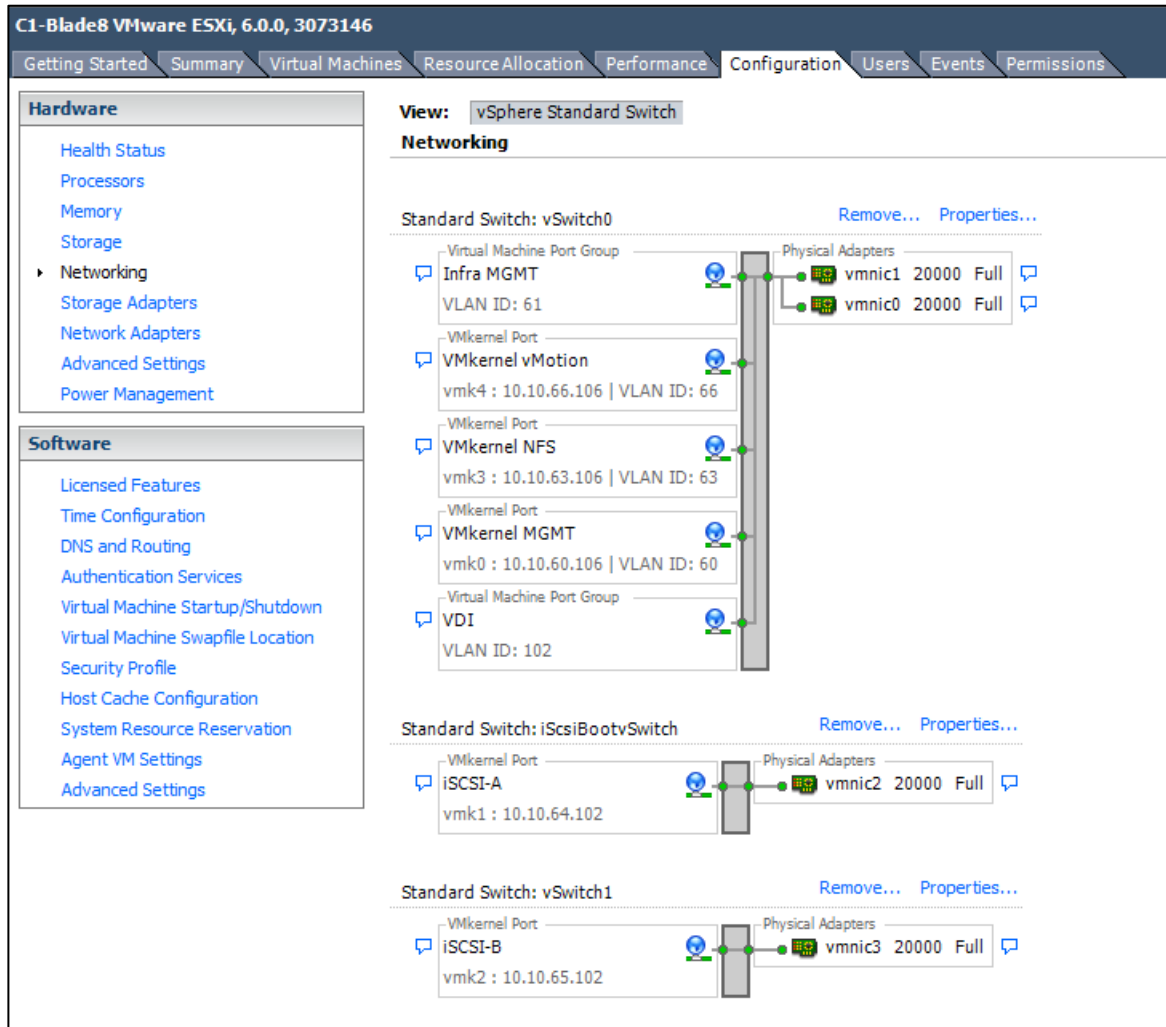 C1-Blade8 VMware ESXi, 6.0.0, 3073146
Getting Started Summary Virtual Machines Resource Allocation Performance Configuration Users Events Permissions
Hardware
Health Status
Processors
Memory
Storage
Networking
Storage Adapters
Network Adapters
Advanced Settings
Power Management
Software
Licensed Features
Time Configuration
DNS and Routing
Authentication Services
Virtual Machine Startup/Shutdown
Virtual Machine Swapfile Location
Security Profile
Host Cache Configuration
System Resource Reservation
Agent VM Settings
Advanced Settings
View: vSphere Standard Switch
Networking
Standard Switch: vSwitch0 Remove... Properties...
Virtual Machine Port Group
Infra MGMT
VLAN ID: 61
Physical Adapters
vmnic1 20000 Full
vmnic0 20000 Full
VMkernel Port
VMkernel vMotion
vmk4 : 10.10.66.106 | VLAN ID: 66
VMkernel Port
VMkernel NFS
vmk3 : 10.10.63.106 | VLAN ID: 63
VMkernel Port
VMkernel MGMT
vmk0 : 10.10.60.106 | VLAN ID: 60
Virtual Machine Port Group
VDI
VLAN ID: 102
Standard Switch: iScsiBootvSwitch Remove... Properties...
VMkernel Port
iSCSI-A
vmk1 : 10.10.64.102
Physical Adapters
vmnic2 20000 Full
Standard Switch: vSwitch1 Remove... Properties...
VMkernel Port
iSCSI-B
vmk2 : 10.10.65.102
Physical Adapters
vmnic3 20000 Full